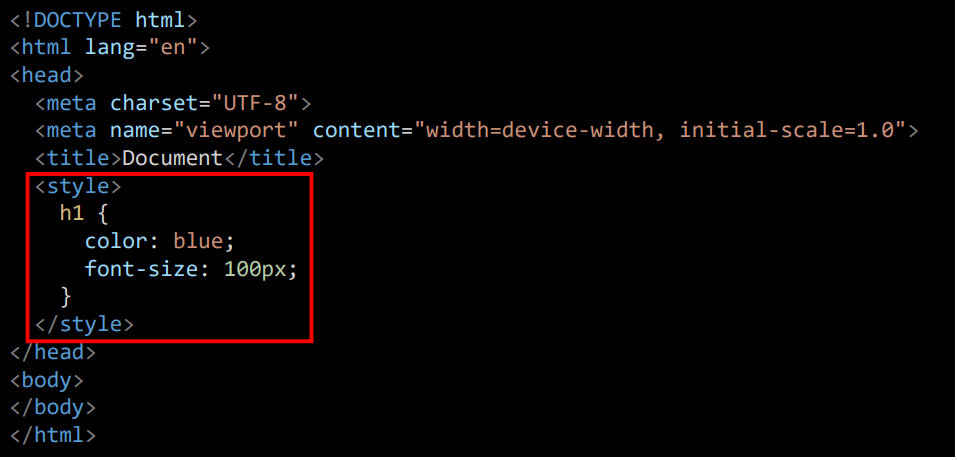 <!DOCTYPE html>
<html lang="en">
<head>
  <meta charset="UTF-8">
  <meta name="viewport" content="width=device-width, initial-scale=1.0">
  <title>Document</title>
  <style>
    h1 {
      color: blue;
      font-size: 100px;
    }
  </style>
</head>
<body>
</body>
</html>